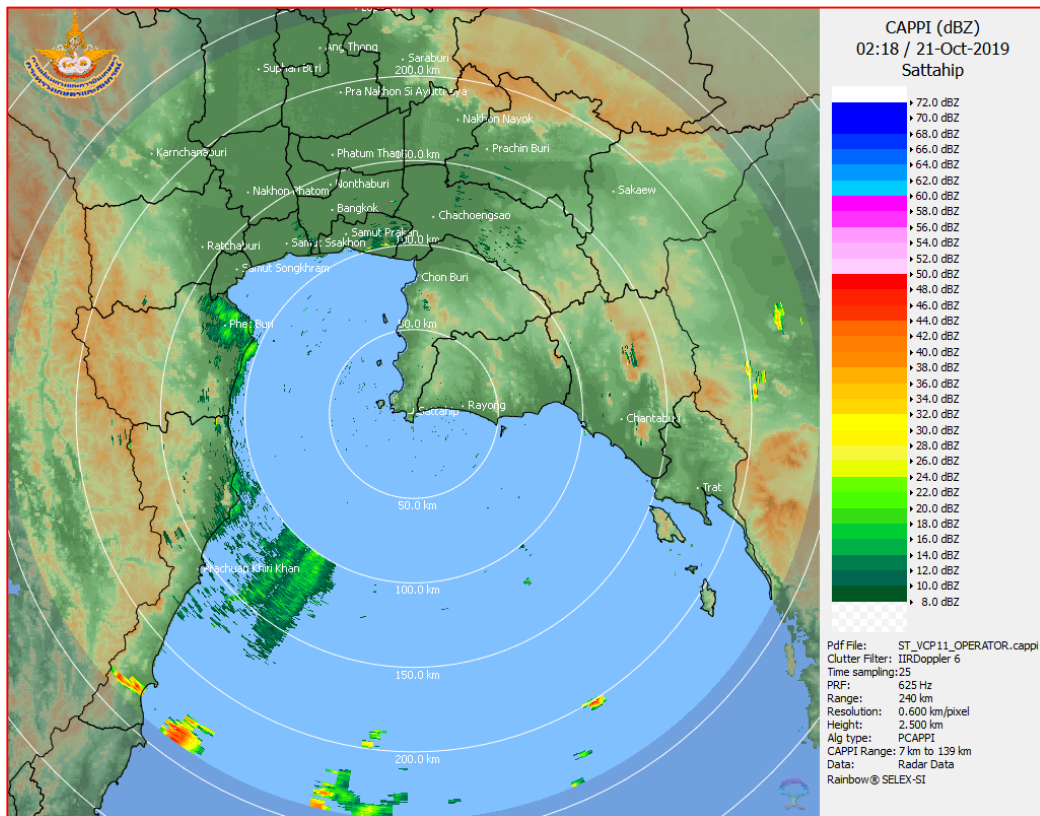 CAPPI (dBZ)
02:18 / 21-Oct-2019
Sattahip
72.0 dBZ
70.0 dBZ
68.0 dBZ
66.0 dBZ
64.0 dBZ
62.0 dBZ
60.0 dBZ
58.0 dBZ
56.0 dBZ
54.0 dBZ
52.0 dBZ
50.0 dBZ
48.0 dBZ
46.0 dBZ
44.0 dBZ
42.0 dBZ
40.0 dBZ
38.0 dBZ
36.0 dBZ
34.0 dBZ
32.0 dBZ
30.0 dBZ
28.0 dBZ
26.0 dBZ
24.0 dBZ
22.0 dBZ
20.0 dBZ
18.0 dBZ
16.0 dBZ
14.0 dBZ
12.0 dBZ
10.0 dBZ
8.0 dBZ
Pdf File: ST_VCP11_OPERATOR.cappi
Clutter Filter: IIRDoppler 6
Time sampling:25
PRF: 625 Hz
Range: 240 km
Resolution: 0.600 km/pixel
Height: 2.500 km
Alg type: PCAPPI
CAPPI Range: 7 km to 139 km
Data: Radar Data
Rainbow® SELEX-SI
Ang Thong
Saraburi
Suphan Buri
200.0 km
Pra Nakhon Si Ayutthaya
Nakhon Nayok
Prachin Buri
Karnchanaburi
Phatum Thani
150.0 km
Nonthaburi
Nakhon Phatom
Sakaew
Bangkok
Chachoengsao
Samut Prakan
100.0 km
Samut Ssakhon
Ratchaburi
Samut Songkhram
Chon Buri
Phet Buri
50.0 km
Rayong
Sattahip
Chantaburi
Trat
50.0 km
Prachuap Khiri Khan
100.0 km
150.0 km
200.0 km